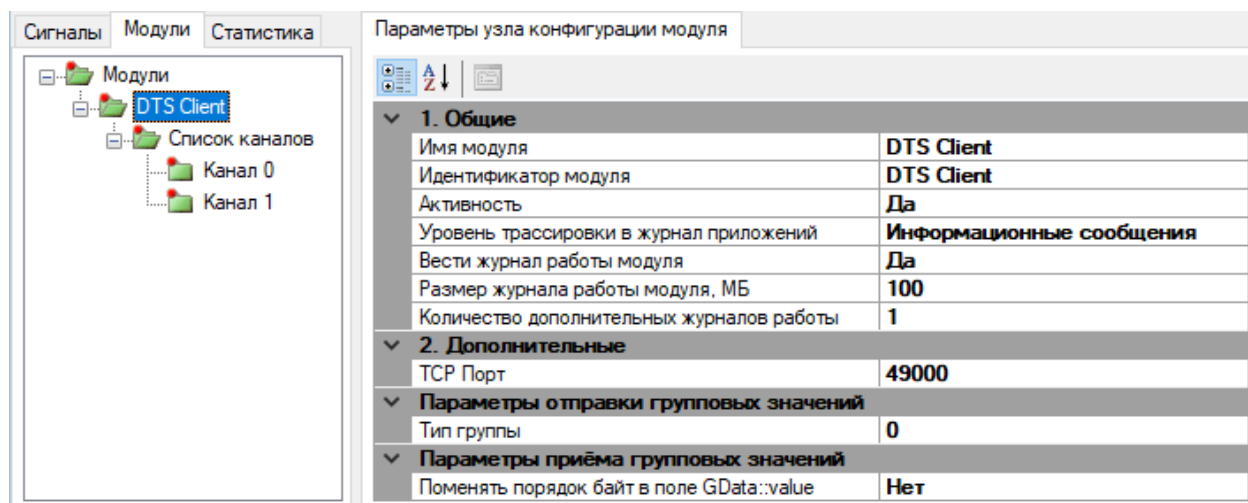 Сигналы Модули Статистика
Модули
DTS Client
Список каналов
Канал 0
Канал 1
Параметры узла конфигурации модуля
1. Общие
Имя модуля DTS Client
Идентификатор модуля DTS Client
Активность Да
Уровень трассировки в журнал приложений Информационные сообщения
Вести журнал работы модуля Да
Размер журнала работы модуля, МБ 100
Количество дополнительных журналов работы 1
2. Дополнительные
TCP Порт 49000
Параметры отправки групповых значений
Тип группы 0
Параметры приёма групповых значений
Поменять порядок байт в поле GData::value Нет